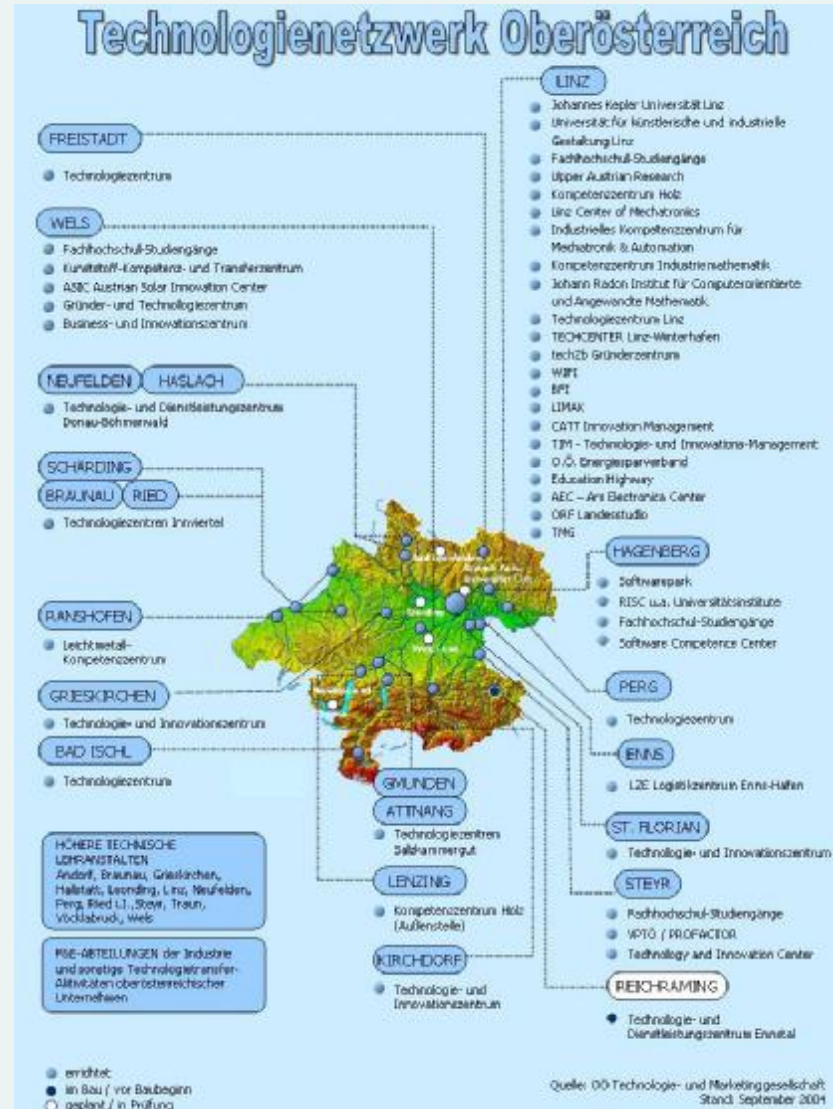 Technologienetzwerk Oberösterreich
FREISTADT
Technologiezentrum
WELS
Fachhochschul-Studiengänge
Kunststoff-Kompetenz- und Transferzentrum
ASIC Austrian Solar Innovation Center
Gründer- und Technologiezentrum
Business- und Innovationszentrum
NEUFELDEN HASLACH
Technologie- und Dienstleistungszentrum
Donau-Böhmerwald
SCHÄRDING
BRAUNAU RIED
Technologiezentren Innviertel
RANSHOFEN
Leichtmetall-
Kompetenzzentrum
GRIESKIRCHEN
Technologie- und Innovationszentrum
BAD ISCHL
Technologiezentrum
HÖHERE TECHNISCHE
LEHRANSTALTEN
Andorf, Braunau, Grieskirchen,
Hallstatt, Leonding, Linz, Neufelden,
Perg, Ried i.I., Steyr, Traun,
Vöcklabruck, Wels
F&E-ABTEILUNGEN der Industrie
und sonstige Technologietransfer-
Aktivitäten oberösterreichischer
Unternehmen
errichtet
im Bau / vor Baubeginn
geplant / in Prüfung
LINZ
Johannes Kepler Universität Linz
Universität für künstlerische und industrielle
Gestaltung Linz
Fachhochschul-Studiengänge
Upper Austrian Research
Kompetenzzentrum Holz
Linz Center of Mechatronics
Industrielles Kompetenzzentrum für
Mechatronik & Automation
Kompetenzzentrum Industriemathematik
Johann Radon Institut für Computerorientierte
und Angewandte Mathematik
Technologiezentrum Linz
TECHCENTER Linz-Winterhafen
tech2b Gründerzentrum
WIFI
BFI
LIMAK
CATT Innovation Management
TIM - Technologie- und Innovations-Management
O.Ö. Energiesparverband
Education Highway
AEC - Ars Electronica Center
ORF Landesstudio
TMG
HAGENBERG
Softwarepark
RISC u.a. Universitätsinstitute
Fachhochschul-Studiengänge
Software Competence Center
PERG
Technologiezentrum
ENNS
LZE Logistikzentrum Enns-Hafen
ST. FLORIAN
Technologie- und Innovationszentrum
STEYR
Fachhochschul-Studiengänge
VPTÖ / PROFACTOR
Technology and Innovation Center
REICHRAMING
Technologie- und
Dienstleistungszentrum Ennstal
GMUNDEN
ATTNANG
Technologiezentren
Salzkammergut
LENZING
Kompetenzzentrum Holz
(Außenstelle)
KIRCHDORF
Technologie- und
Innovationszentrum
Quelle: OÖ Technologie- und Marketinggesellschaft
Stand: September 2004